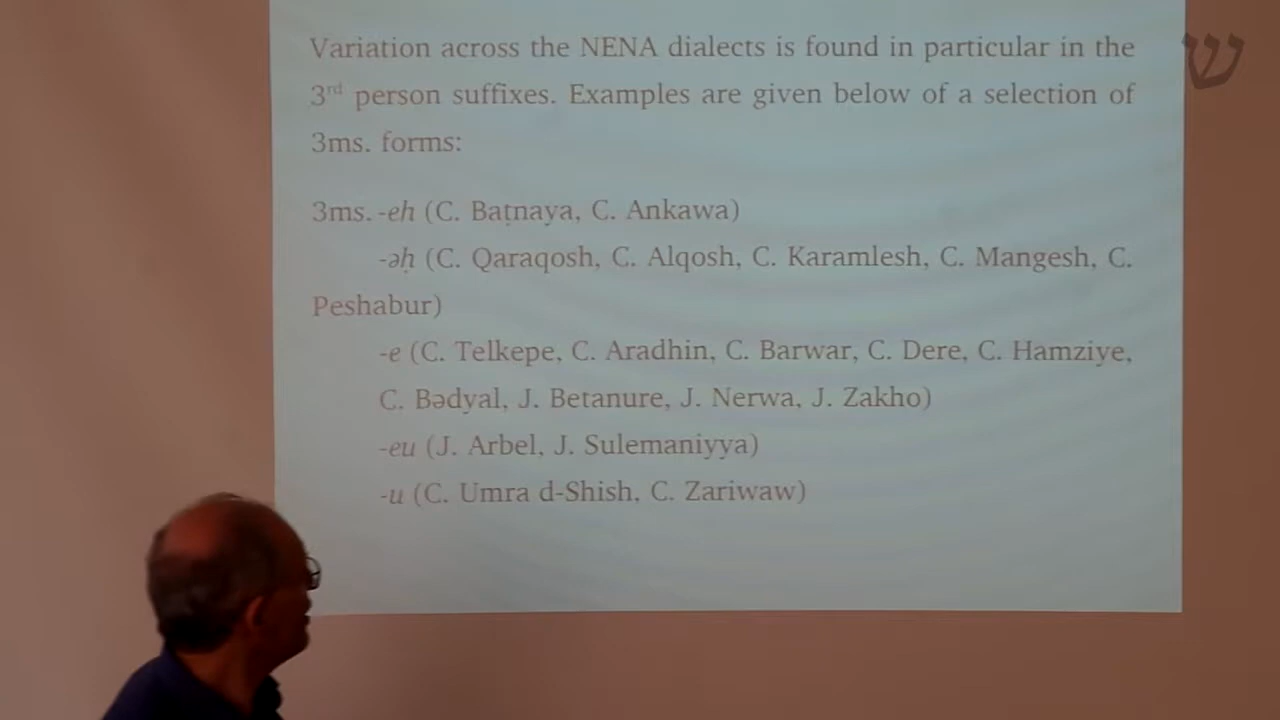 Variation across the NENA dialects is found in particular in the
3rd person suffixes. Examples are given below of a selection of
3ms. forms:
3ms. -eh (C. Baṭnaya, C. Ankawa)
-əḥ (C. Qaraqosh, C. Alqosh, C. Karamlesh, C. Mangesh, C.
Peshabur)
-e (C. Telkepe, C. Aradhin, C. Barwar, C. Dere, C. Hamziye,
C. Bədyal, J. Betanure, J. Nerwa, J. Zakho)
-eu (J. Arbel, J. Sulemaniyya)
-u (C. Umra d-Shish, C. Zariwaw)
ש